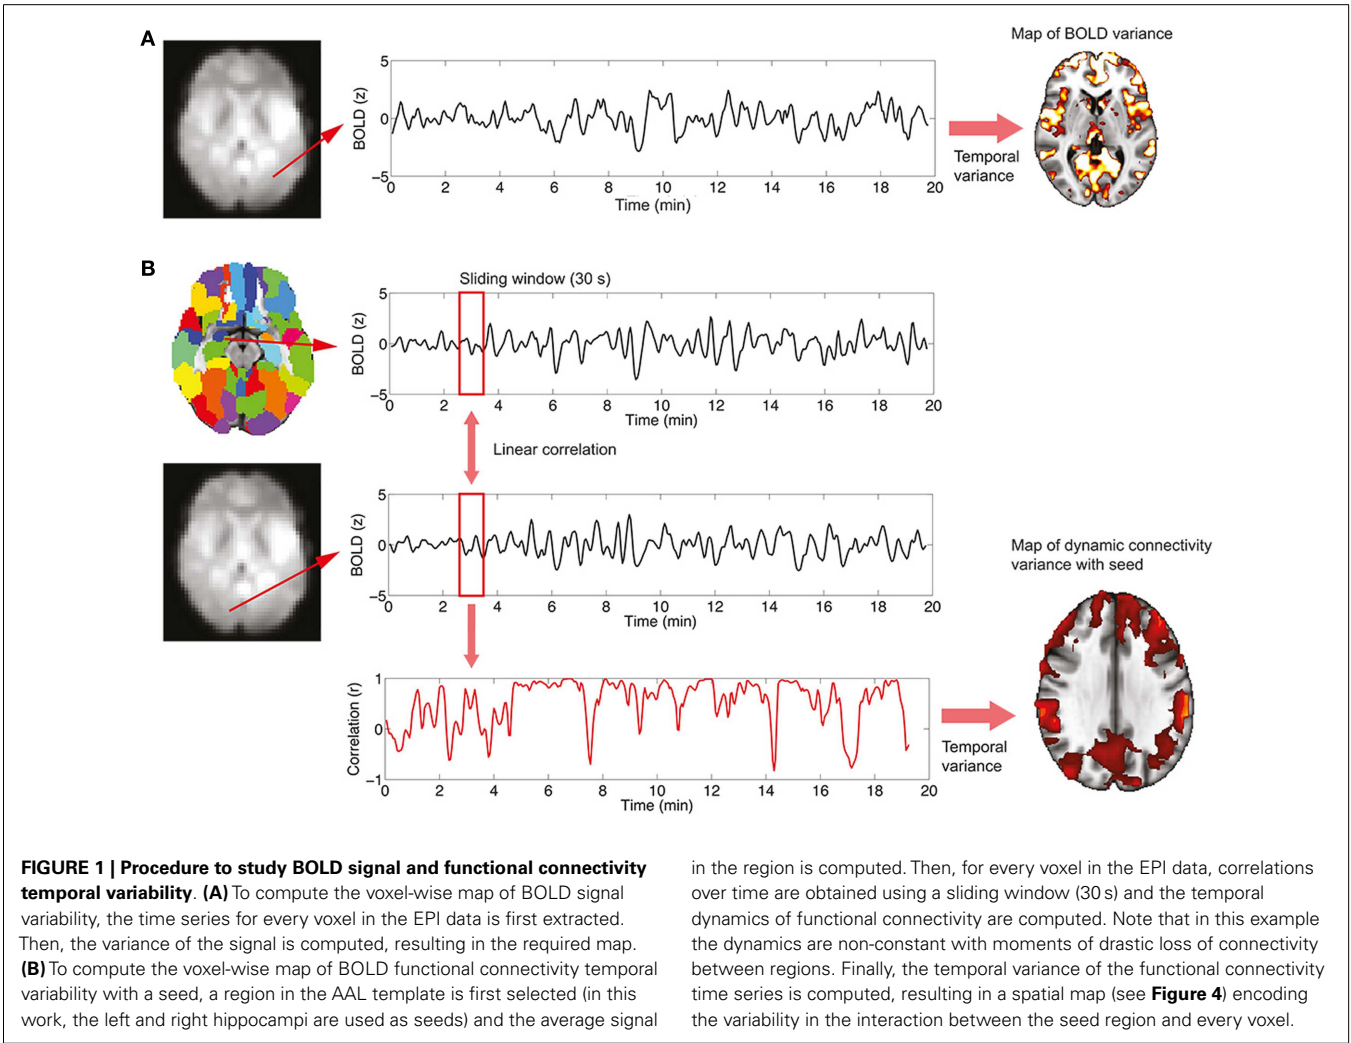 A
Map of BOLD variance
BOLD (z)
5
0
−5
0 2 4 6 8 10 12 14 16 18 20
Time (min)
Temporal
variance
B
Sliding window (30 s)
BOLD (z)
5
0
−5
0 2 4 6 8 10 12 14 16 18 20
Time (min)
Linear correlation
BOLD (z)
5
0
−5
0 2 4 6 8 10 12 14 16 18 20
Time (min)
Map of dynamic connectivity
variance with seed
Correlation (r)
1
0
−1
0 2 4 6 8 10 12 14 16 18 20
Time (min)
Temporal
variance
FIGURE 1 | Procedure to study BOLD signal and functional connectivity
temporal variability. (A) To compute the voxel-wise map of BOLD signal
variability, the time series for every voxel in the EPI data is first extracted.
Then, the variance of the signal is computed, resulting in the required map.
(B) To compute the voxel-wise map of BOLD functional connectivity temporal
variability with a seed, a region in the AAL template is first selected (in this
work, the left and right hippocampi are used as seeds) and the average signal
in the region is computed. Then, for every voxel in the EPI data, correlations
over time are obtained using a sliding window (30 s) and the temporal
dynamics of functional connectivity are computed. Note that in this example
the dynamics are non-constant with moments of drastic loss of connectivity
between regions. Finally, the temporal variance of the functional connectivity
time series is computed, resulting in a spatial map (see Figure 4) encoding
the variability in the interaction between the seed region and every voxel.